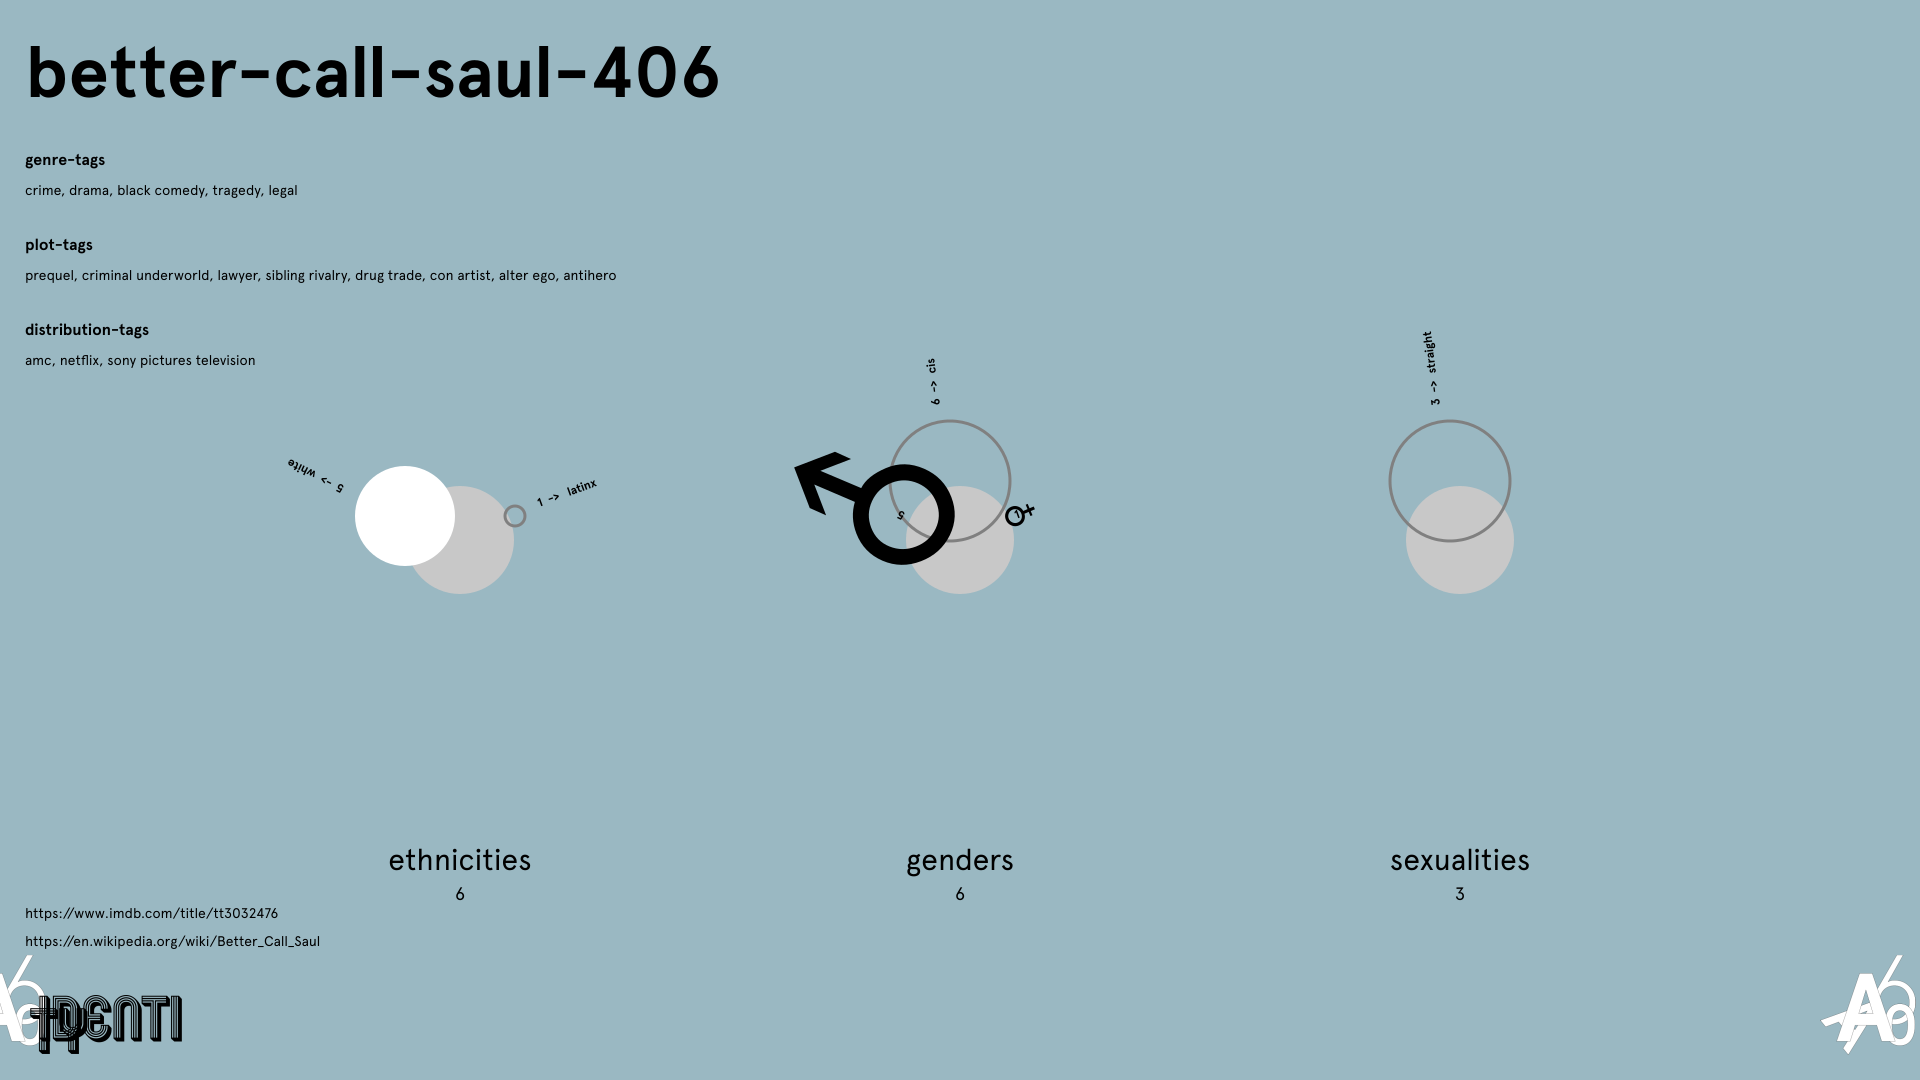 better-call-saul-406
genre-tags
crime, drama, black comedy, tragedy, legal
plot-tags
prequel, criminal underworld, lawyer, sibling rivalry, drug trade, con artist, alter ego, antihero
distribution-tags
amc, netflix, sony pictures television
5 -> white
1 -> latinx
6 -> cis
5
1
3 -> straight
ethnicities
6
genders
6
sexualities
3
https://www.imdb.com/title/tt3032476
https://en.wikipedia.org/wiki/Better_Call_Saul
IDENTI